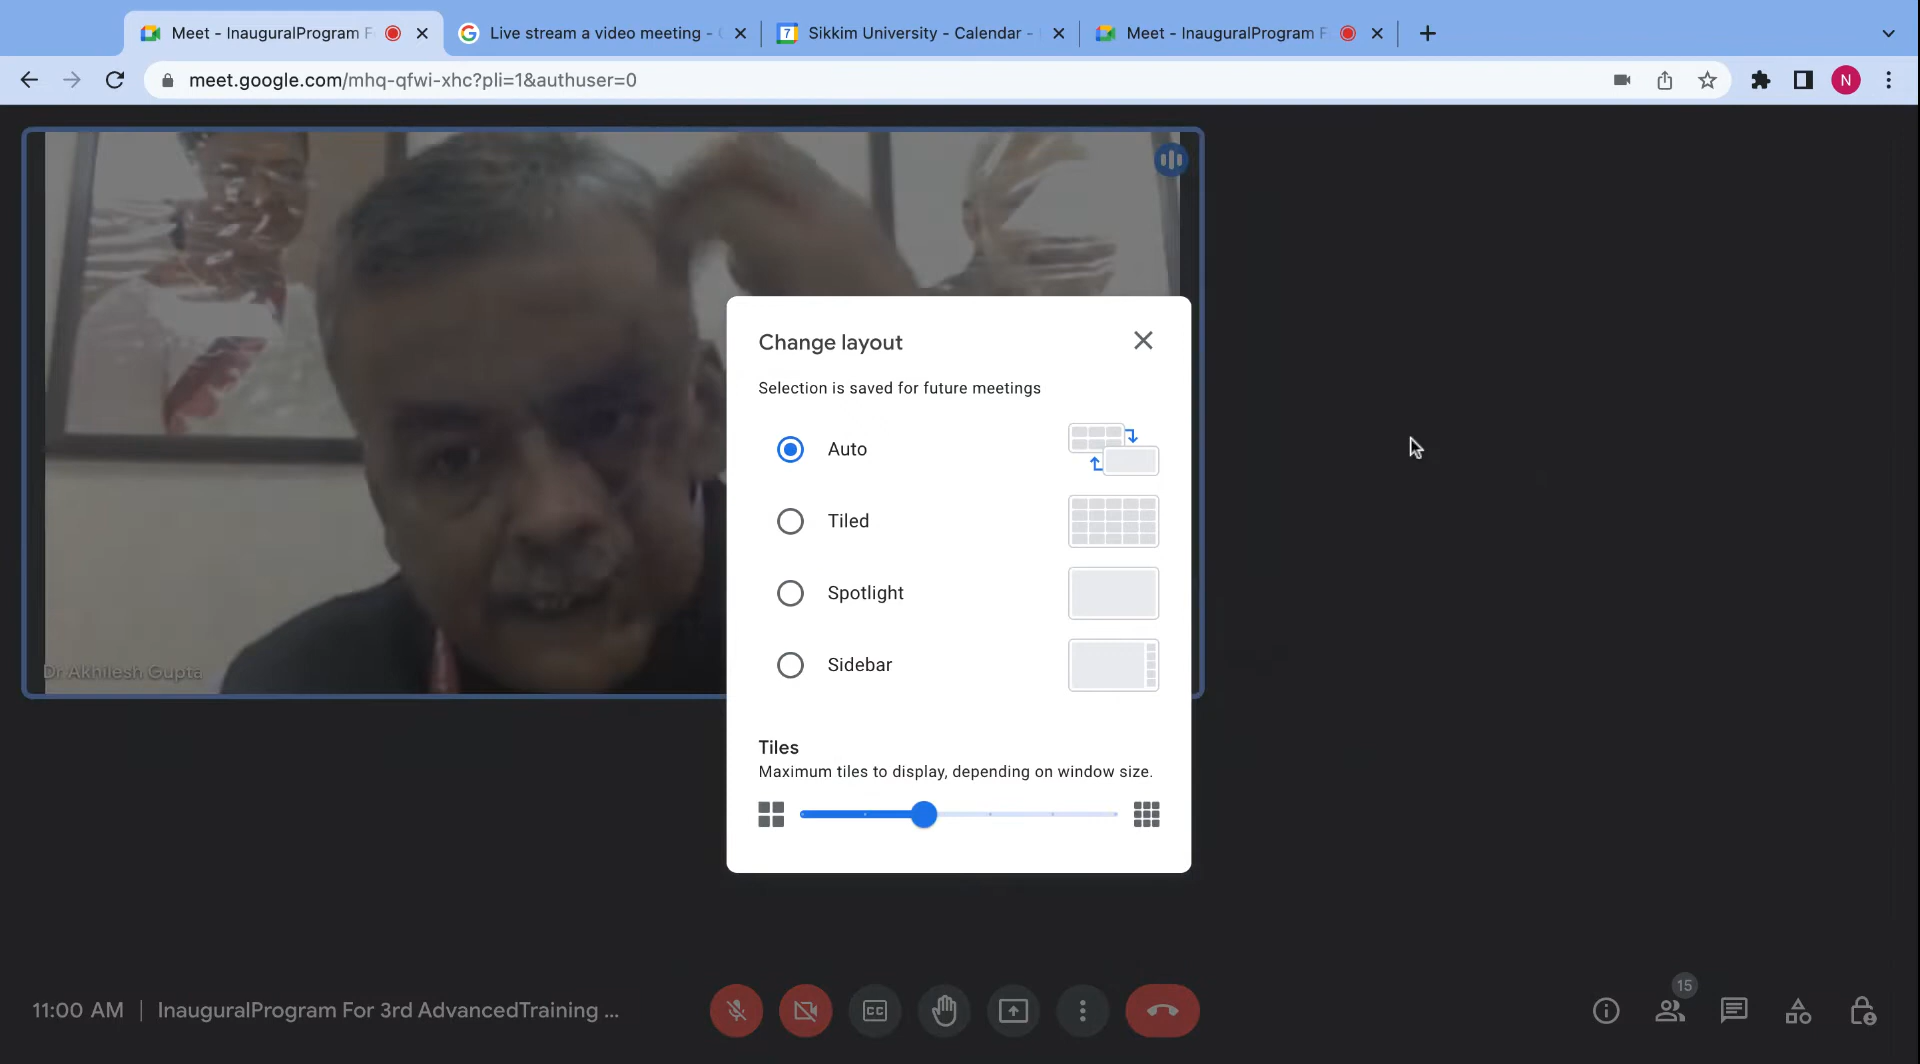 Meet - InauguralProgram F
Live stream a video meeting -
7
Sikkim University - Calendar -
Meet - InauguralProgram F
meet.google.com/mhq-qfwi-xhc?pli=1&authuser=0
N
Change layout
Selection is saved for future meetings
Auto
Tiled
Spotlight
Sidebar
Dr Akhilesh Gupta
Tiles
Maximum tiles to display, depending on window size.
11:00 AM | InauguralProgram For 3rd AdvancedTraining ...
CC
15